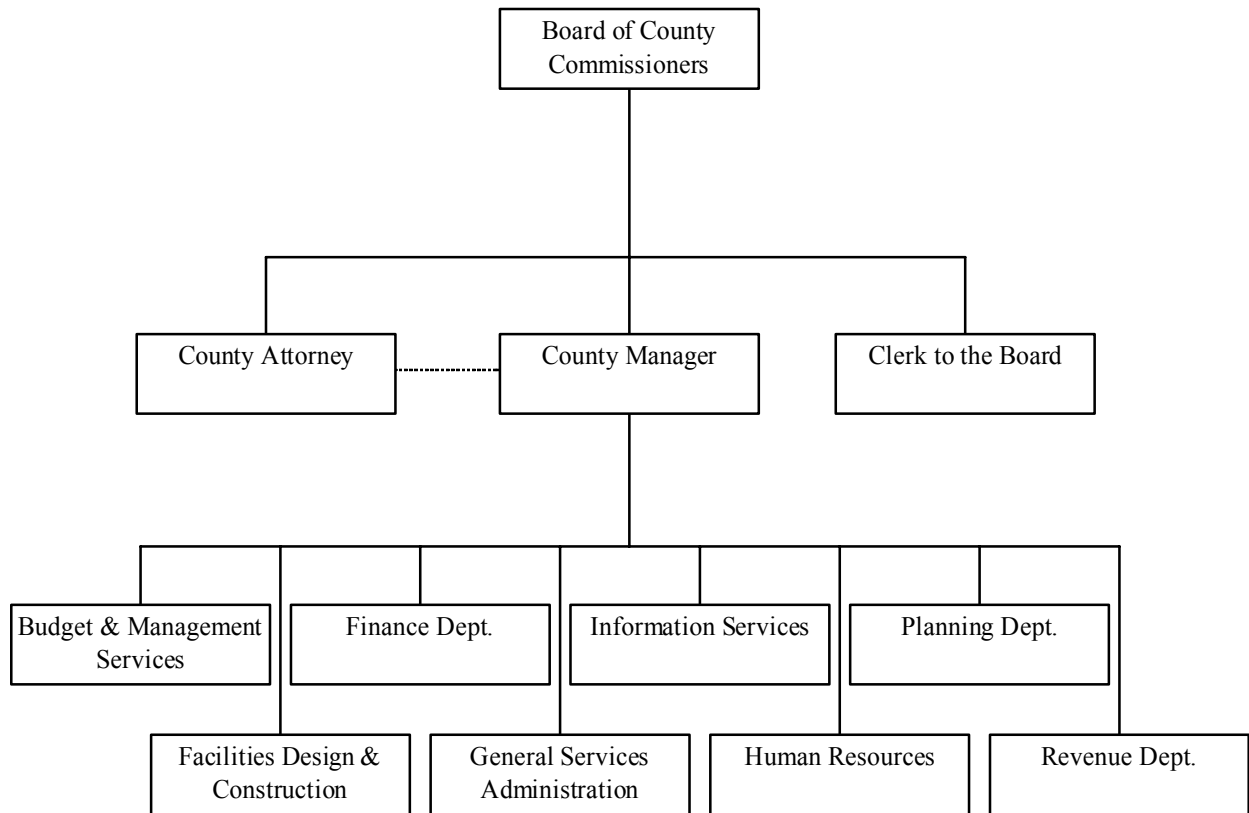 Board of County
Commissioners
County Attorney
County Manager
Clerk to the Board
Budget & Management
Services
Finance Dept.
Information Services
Planning Dept.
Facilities Design &
Construction
General Services
Administration
Human Resources
Revenue Dept.